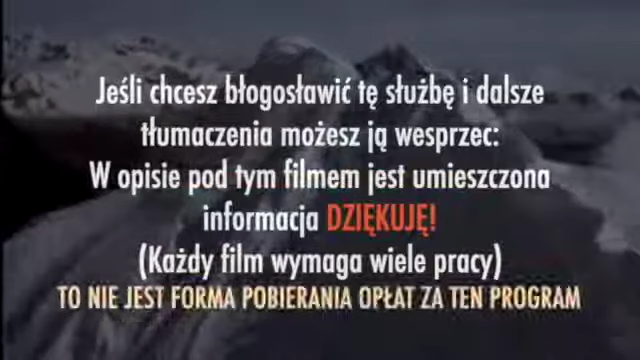 Jeśli chcesz błogosławić tę służbę i dalsze
tłumaczenia możesz ją wesprzec:
W opisie pod tym filmem jest umieszczona
informacja DZIĘKUJĘ!
(Każdy film wymaga wiele pracy)
TO NIE JEST FORMA POBIERANIA OPŁAT ZA TEN PROGRAM